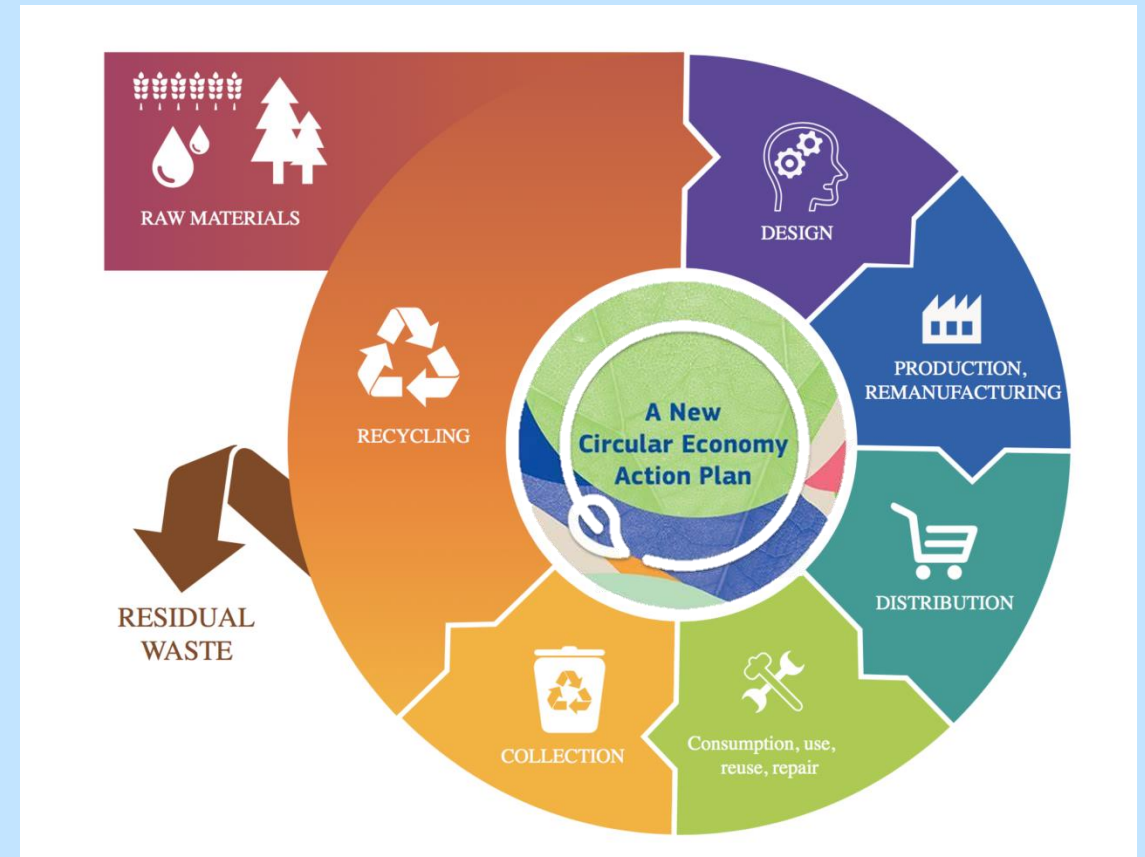 RAW MATERIALS
DESIGN
PRODUCTION,
REMANUFACTURING
DISTRIBUTION
Consumption, use,
reuse, repair
COLLECTION
RECYCLING
RESIDUAL
WASTE
A New
Circular Economy
Action Plan